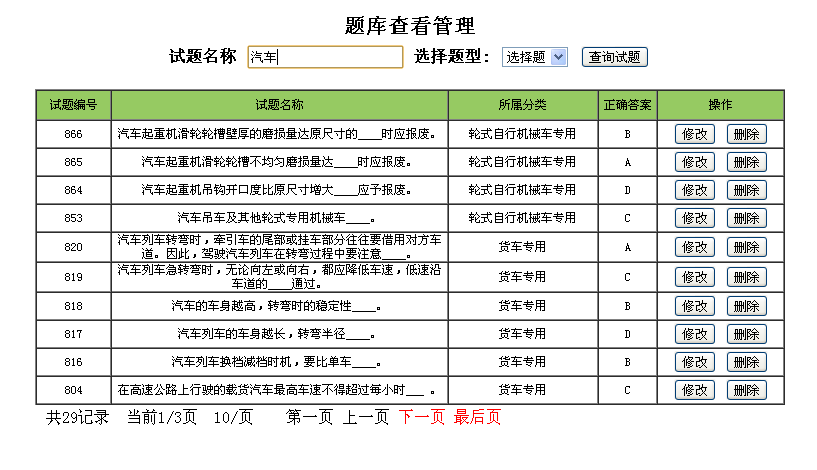 题库查看管理
试题名称 汽车 选择题型: 选择题 查询试题
试题编号 试题名称 所属分类 正确答案 操作
866 汽车起重机滑轮轮槽壁厚的磨损量达原尺寸的____时应报废。 轮式自行机械车专用 B 修改 删除
865 汽车起重机滑轮轮槽不均匀磨损量达____时应报废。 轮式自行机械车专用 A 修改 删除
864 汽车起重机吊钩开口度比原尺寸增大____应予报废。 轮式自行机械车专用 D 修改 删除
853 汽车吊车及其他轮式专用机械车____。 轮式自行机械车专用 C 修改 删除
820 汽车列车转弯时，牵引车的尾部或挂车部分往往要借用对方车
道。因此，驾驶汽车列车在转弯过程中要注意____。 货车专用 A 修改 删除
819 汽车列车急转弯时，无论向左或向右，都应降低车速，低速沿
车道的____通过。 货车专用 C 修改 删除
818 汽车的车身越高，转弯时的稳定性____。 货车专用 B 修改 删除
817 汽车列车的车身越长，转弯半径____。 货车专用 D 修改 删除
816 汽车列车换档减档时机，要比单车____。 货车专用 B 修改 删除
804 在高速公路上行驶的载货汽车最高车速不得超过每小时___ 。 货车专用 C 修改 删除
共29记录 当前1/3页 10/页 第一页 上一页 下一页 最后页